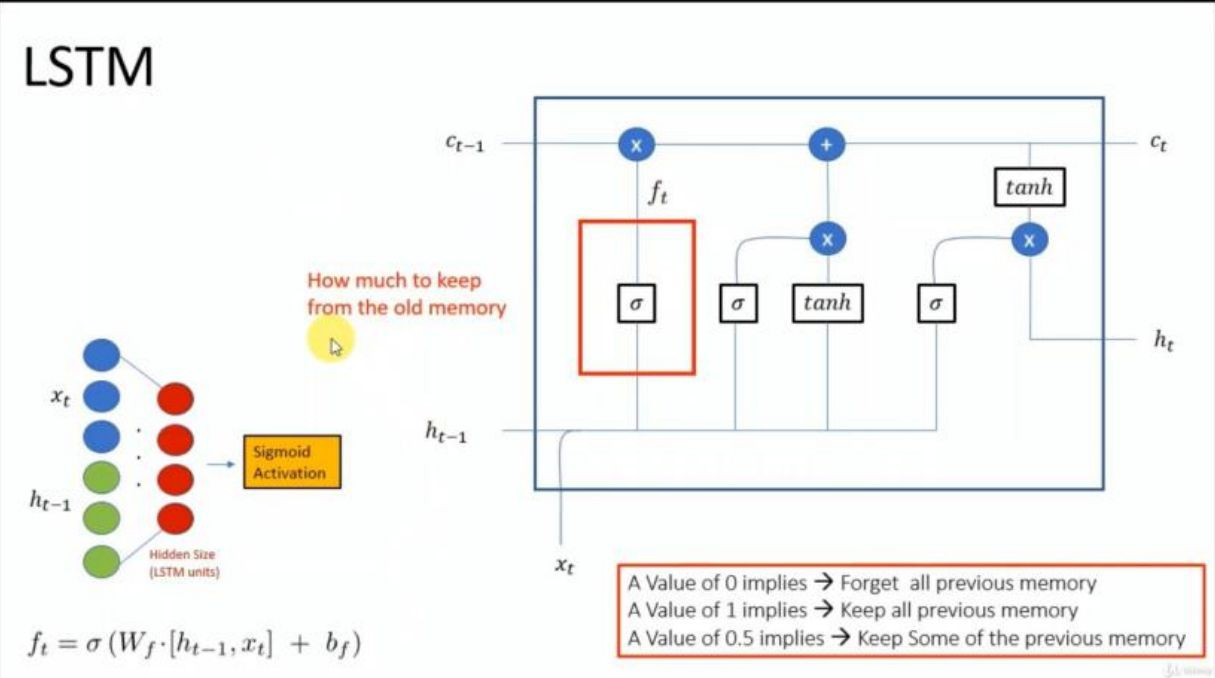 LSTM
c_{t-1}
x
+
c_t
f_t
tanh
x
x
How much to keep
from the old memory
σ
σ
tanh
σ
h_t
x_t
h_{t-1}
Sigmoid
Activation
h_{t-1}
Hidden Size
(LSTM units)
x_t
A Value of 0 implies → Forget all previous memory
A Value of 1 implies → Keep all previous memory
A Value of 0.5 implies → Keep Some of the previous memory
f_t = σ (W_f · [h_{t-1}, x_t] + b_f)
Udemy